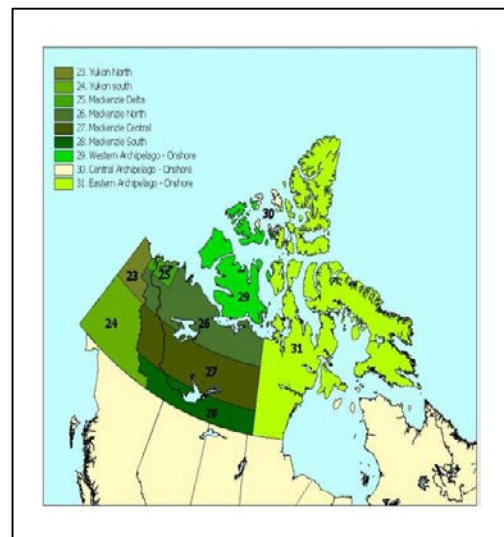 23. Yukon North
24. Yukon south
25. Mackenzie Delta
26. Mackenzie North
27. Mackenzie Central
28. Mackenzie South
29. Western Archipelago - Onshore
30. Central Archipelago - Onshore
31. Eastern Archipelago - Onshore
30
25
23
29
24
26
31
27
28